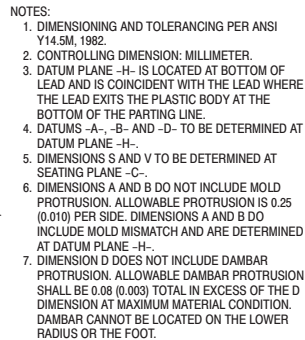 NOTES:
1. DIMENSIONING AND TOLERANCING PER ANSI
Y14.5M, 1982.
2. CONTROLLING DIMENSION: MILLIMETER.
3. DATUM PLANE –H– IS LOCATED AT BOTTOM OF
LEAD AND IS COINCIDENT WITH THE LEAD WHERE
THE LEAD EXITS THE PLASTIC BODY AT THE
BOTTOM OF THE PARTING LINE.
4. DATUMS –A–, –B– AND –D– TO BE DETERMINED AT
DATUM PLANE –H–.
5. DIMENSIONS S AND V TO BE DETERMINED AT
SEATING PLANE –C–.
6. DIMENSIONS A AND B DO NOT INCLUDE MOLD
PROTRUSION. ALLOWABLE PROTRUSION IS 0.25
(0.010) PER SIDE. DIMENSIONS A AND B DO
INCLUDE MOLD MISMATCH AND ARE DETERMINED
AT DATUM PLANE –H–.
7. DIMENSION D DOES NOT INCLUDE DAMBAR
PROTRUSION. ALLOWABLE DAMBAR PROTRUSION
SHALL BE 0.08 (0.003) TOTAL IN EXCESS OF THE D
DIMENSION AT MAXIMUM MATERIAL CONDITION.
DAMBAR CANNOT BE LOCATED ON THE LOWER
RADIUS OR THE FOOT.